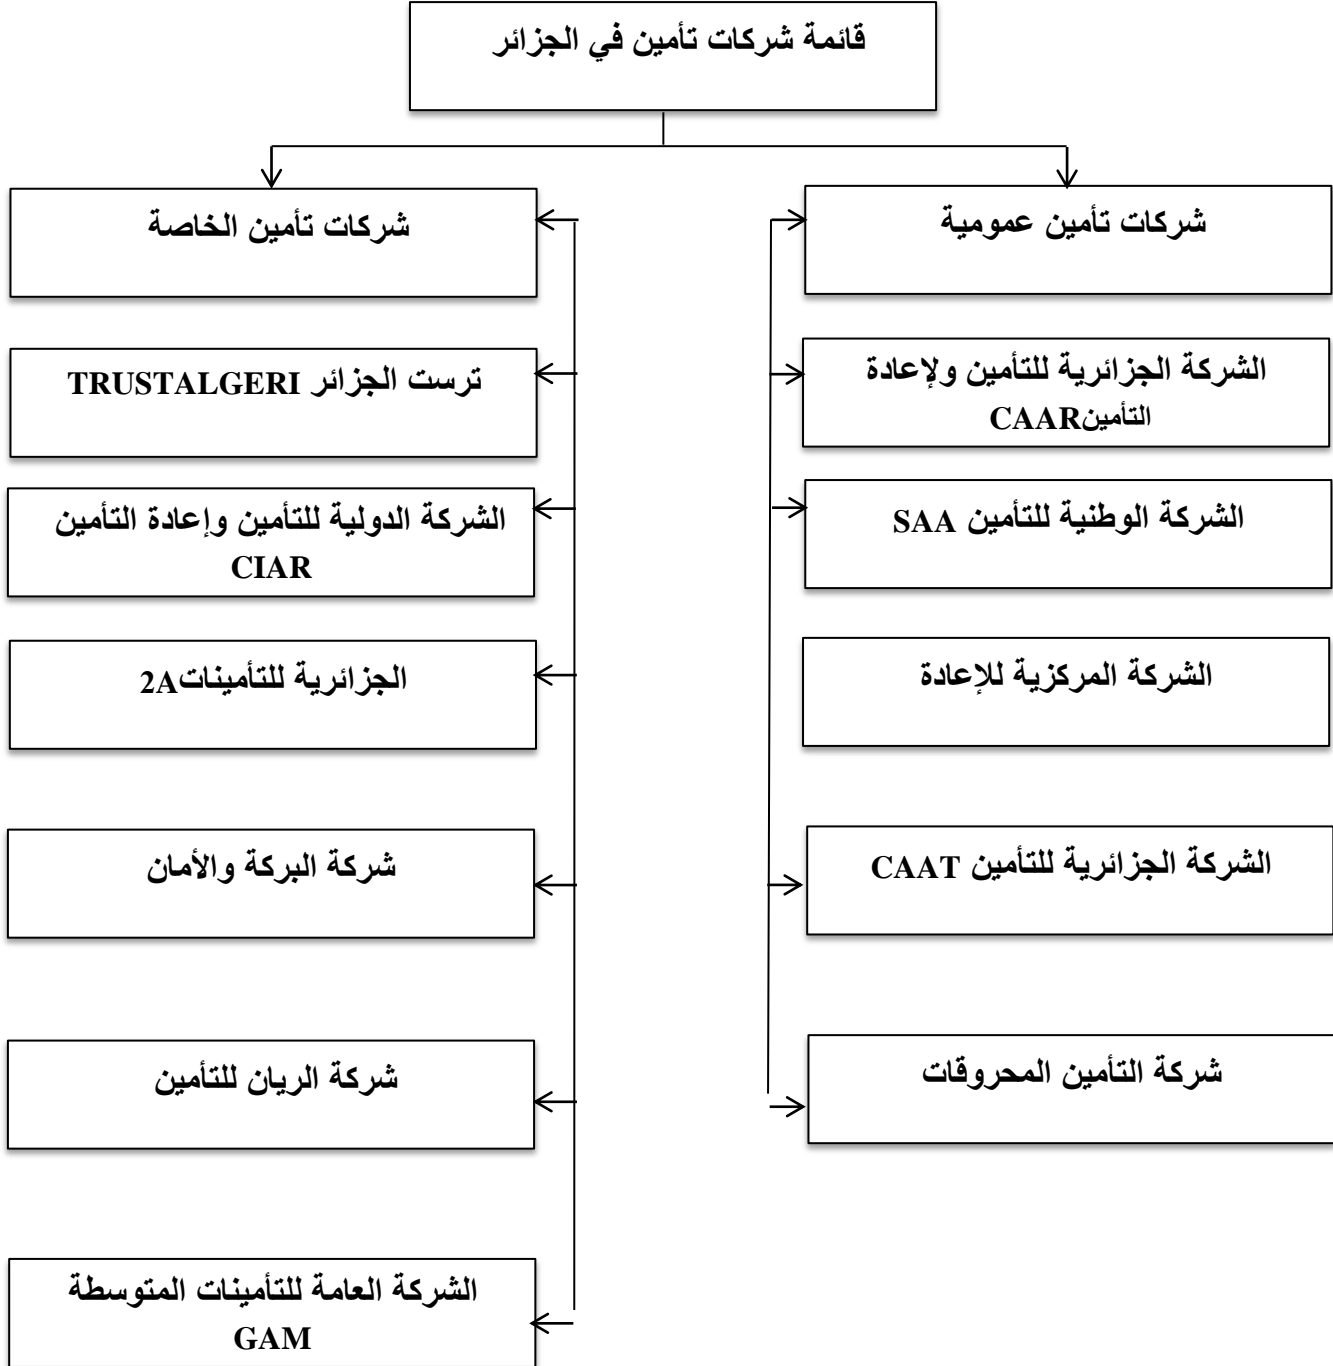 قائمة شركات تأمين في الجزائر
شركات تأمين عمومية
الشركة الجزائرية للتأمين ولإعادة
التأمينCAAR
الشركة الوطنية للتأمين SAA
الشركة المركزية للإعادة
الشركة الجزائرية للتأمين CAAT
شركة التأمين المحروقات
شركات تأمين الخاصة
ترست الجزائر TRUSTALGERI
الشركة الدولية للتأمين وإعادة التأمين
CIAR
الجزائرية للتأمينات2A
شركة البركة والأمان
شركة الريان للتأمين
الشركة العامة للتأمينات المتوسطة
GAM